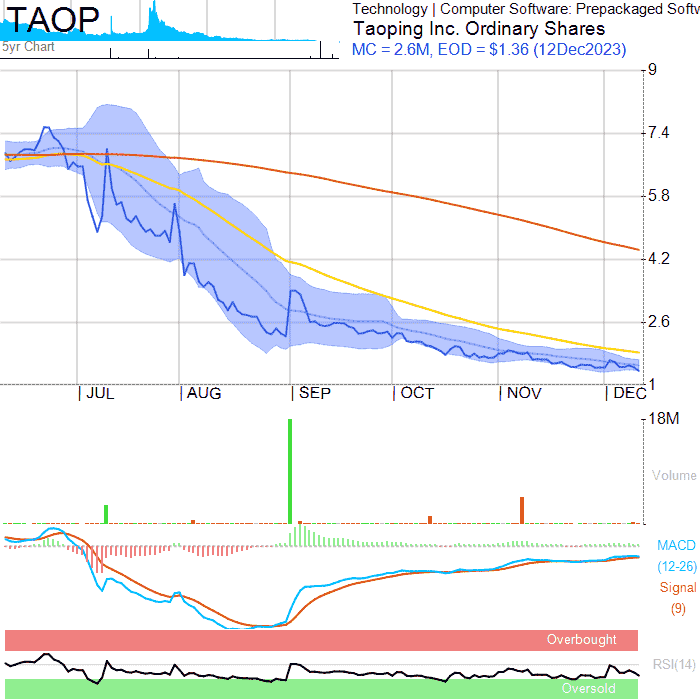 TAOP
5yr Chart
Technology | Computer Software: Prepackaged Softw
Taoping Inc. Ordinary Shares
MC = 2.6M, EOD = $1.36 (12Dec2023)
9
7.4
5.8
4.2
2.6
1
JUL AUG SEP OCT NOV DEC
18M
Volume
MACD
(12-26)
Signal
(9)
Overbought
RSI(14)
Oversold